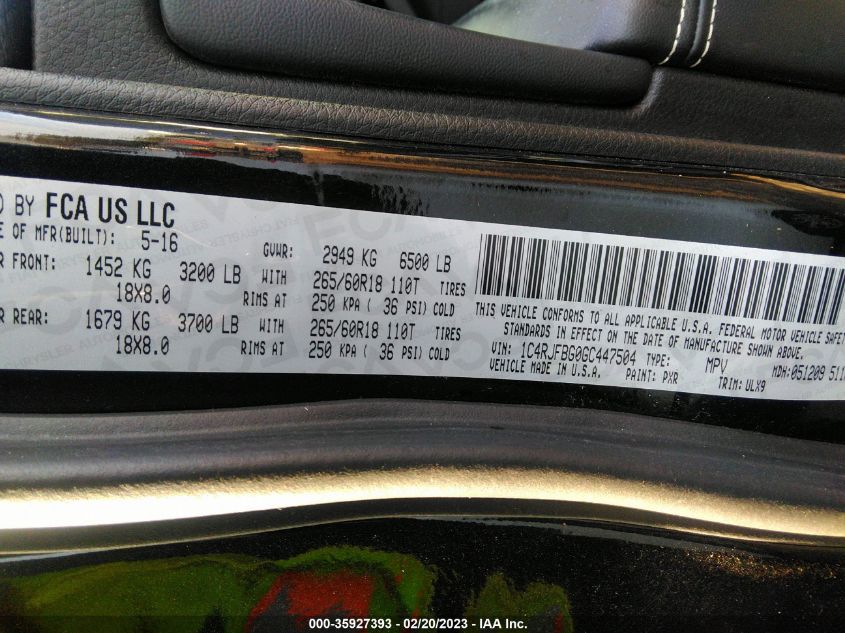 BY FCA US LLC
E OF MFR(BUILT): 5-16 GVWR: 2949 KG 6500 LB
R FRONT: 1452 KG 3200 LB WITH 265/60R18 110T TIRES
18X8.0 RIMS AT 250 KPA ( 36 PSI) COLD
R REAR: 1679 KG 3700 LB WITH 265/60R18 110T TIRES
18X8.0 RIMS AT 250 KPA ( 36 PSI) COLD
THIS VEHICLE CONFORMS TO ALL APPLICABLE U.S.A. FEDERAL MOTOR VEHICLE SAFET
STANDARDS IN EFFECT ON THE DATE OF MANUFACTURE SHOWN ABOVE.
VIN: 1C4RJFBG0GC447504 TYPE: MPV MDH:051209 511
VEHICLE MADE IN U.S.A. PAINT: PXR TRIM: ULX9
000-35927393 - 02/20/2023 - IAA Inc.